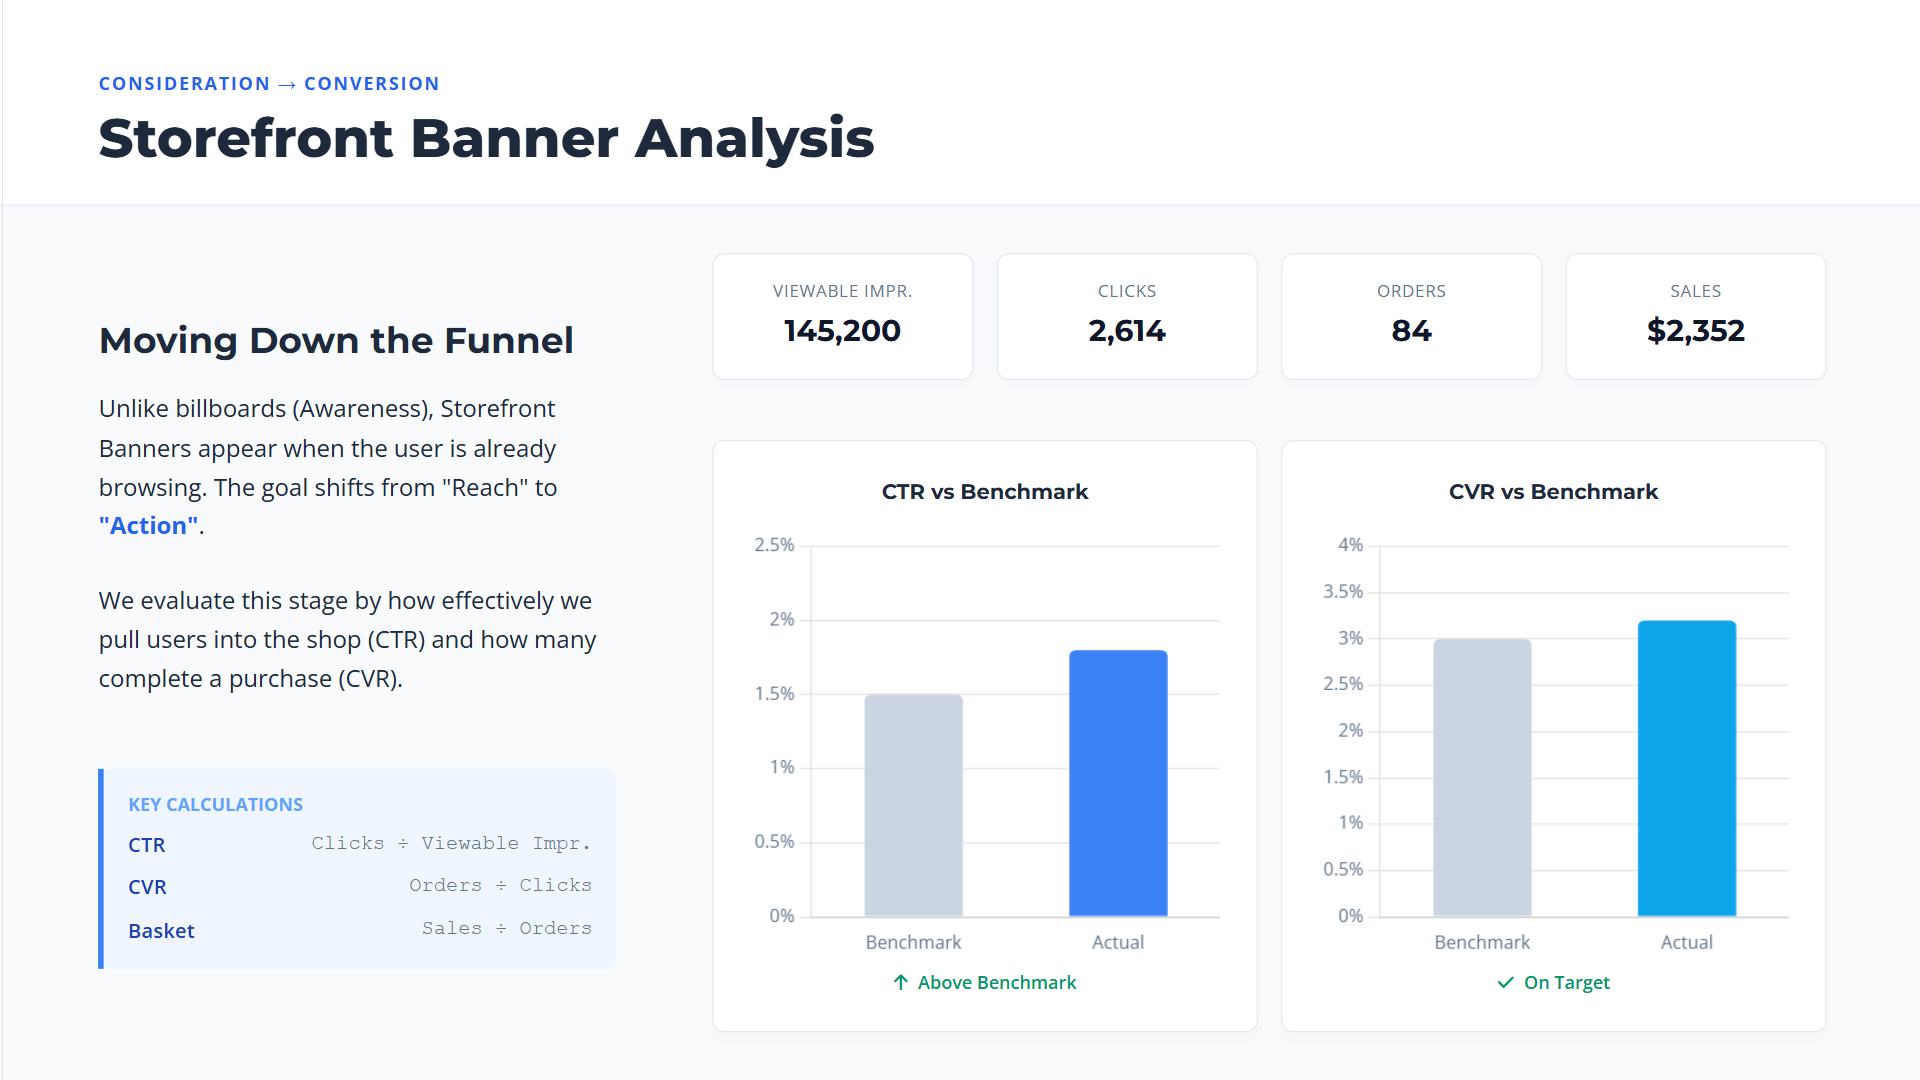 CONSIDERATION → CONVERSION
Storefront Banner Analysis
Moving Down the Funnel
Unlike billboards (Awareness), Storefront
Banners appear when the user is already
browsing. The goal shifts from "Reach" to
"Action".
We evaluate this stage by how effectively we
pull users into the shop (CTR) and how many
complete a purchase (CVR).
KEY CALCULATIONS
CTR Clicks ÷ Viewable Impr.
CVR Orders ÷ Clicks
Basket Sales ÷ Orders
VIEWABLE IMPR.
145,200
CLICKS
2,614
ORDERS
84
SALES
$2,352
CTR vs Benchmark
2.5%
2%
1.5%
1%
0.5%
0%
Benchmark Actual
↑ Above Benchmark
CVR vs Benchmark
4%
3.5%
3%
2.5%
2%
1.5%
1%
0.5%
0%
Benchmark Actual
✓ On Target